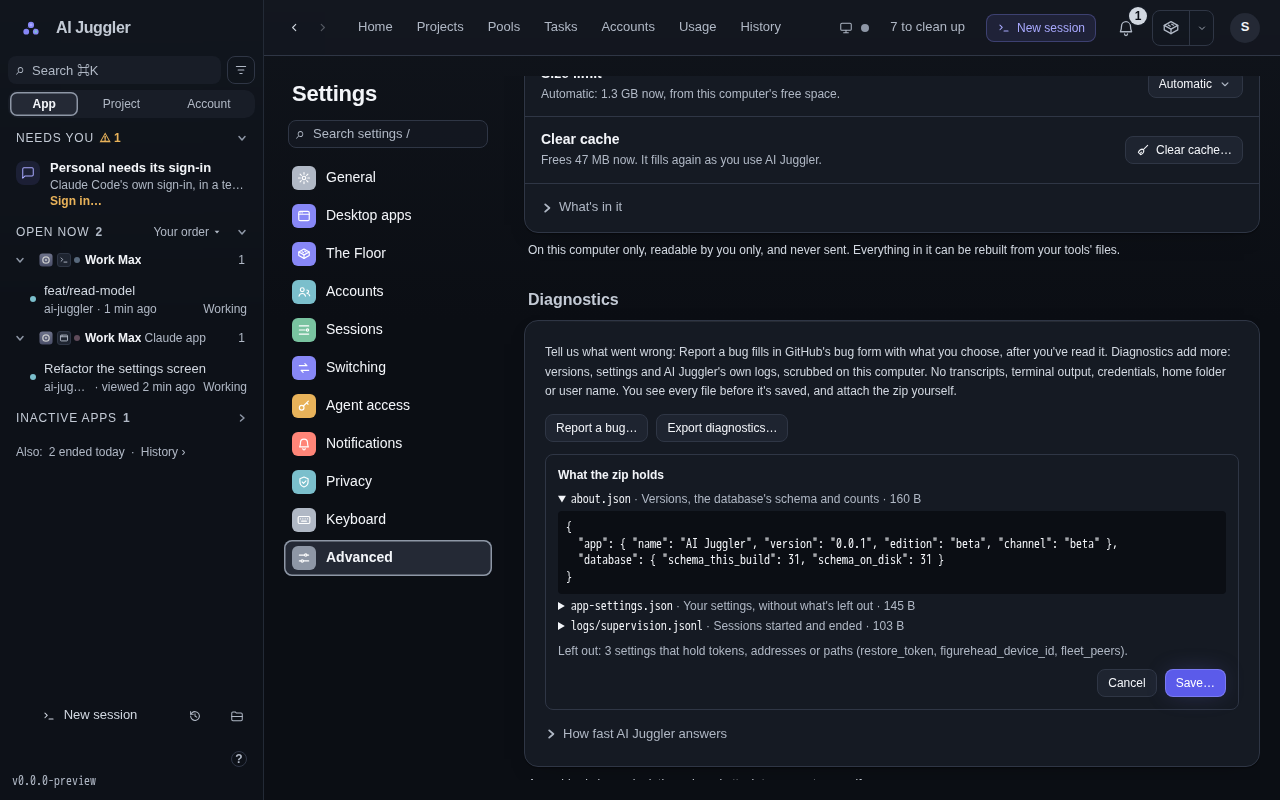 AI Juggler
Search ⌘K
App
Project
Account
NEEDS YOU 1
Personal needs its sign-in
Claude Code's own sign-in, in a te…
Sign in…
OPEN NOW 2
Your order
Work Max
1
feat/read-model
ai-juggler · 1 min ago
Working
Work Max Claude app
1
Refactor the settings screen
ai-jug… · viewed 2 min ago
Working
INACTIVE APPS 1
Also: 2 ended today · History ›
New session
?
v0.0.0-preview
Home
Projects
Pools
Tasks
Accounts
Usage
History
7 to clean up
New session
1
S
Settings
Search settings /
General
Desktop apps
The Floor
Accounts
Sessions
Switching
Agent access
Notifications
Privacy
Keyboard
Advanced
Automatic: 1.3 GB now, from this computer's free space.
Automatic
Clear cache
Frees 47 MB now. It fills again as you use AI Juggler.
Clear cache…
What's in it
On this computer only, readable by you only, and never sent. Everything in it can be rebuilt from your tools' files.
Diagnostics
Tell us what went wrong: Report a bug fills in GitHub's bug form with what you choose, after you've read it. Diagnostics add more:
versions, settings and AI Juggler's own logs, scrubbed on this computer. No transcripts, terminal output, credentials, home folder
or user name. You see every file before it's saved, and attach the zip yourself.
Report a bug…
Export diagnostics…
What the zip holds
about.json · Versions, the database's schema and counts · 160 B
{
"app": { "name": "AI Juggler", "version": "0.0.1", "edition": "beta", "channel": "beta" },
"database": { "schema_this_build": 31, "schema_on_disk": 31 }
}
app-settings.json · Your settings, without what's left out · 145 B
logs/supervision.jsonl · Sessions started and ended · 103 B
Left out: 3 settings that hold tokens, addresses or paths (restore_token, figurehead_device_id, fleet_peers).
Cancel
Save…
How fast AI Juggler answers